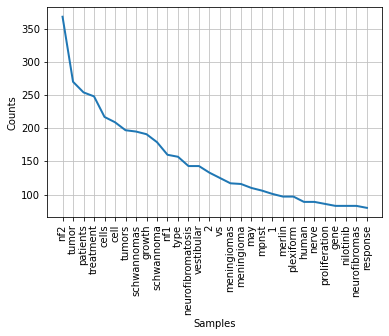 350
300
250
200
150
100
Counts
nf2
tumor
patients
treatment
cells
cell
tumors
schwannomas
growth
schwannoma
nf1
type
neurofibromatosis
vestibular
2
vs
meningiomas
meningioma
may
mpnst
1
merlin
plexiform
human
nerve
proliferation
gene
nilotinib
neurofibromas
response
Samples